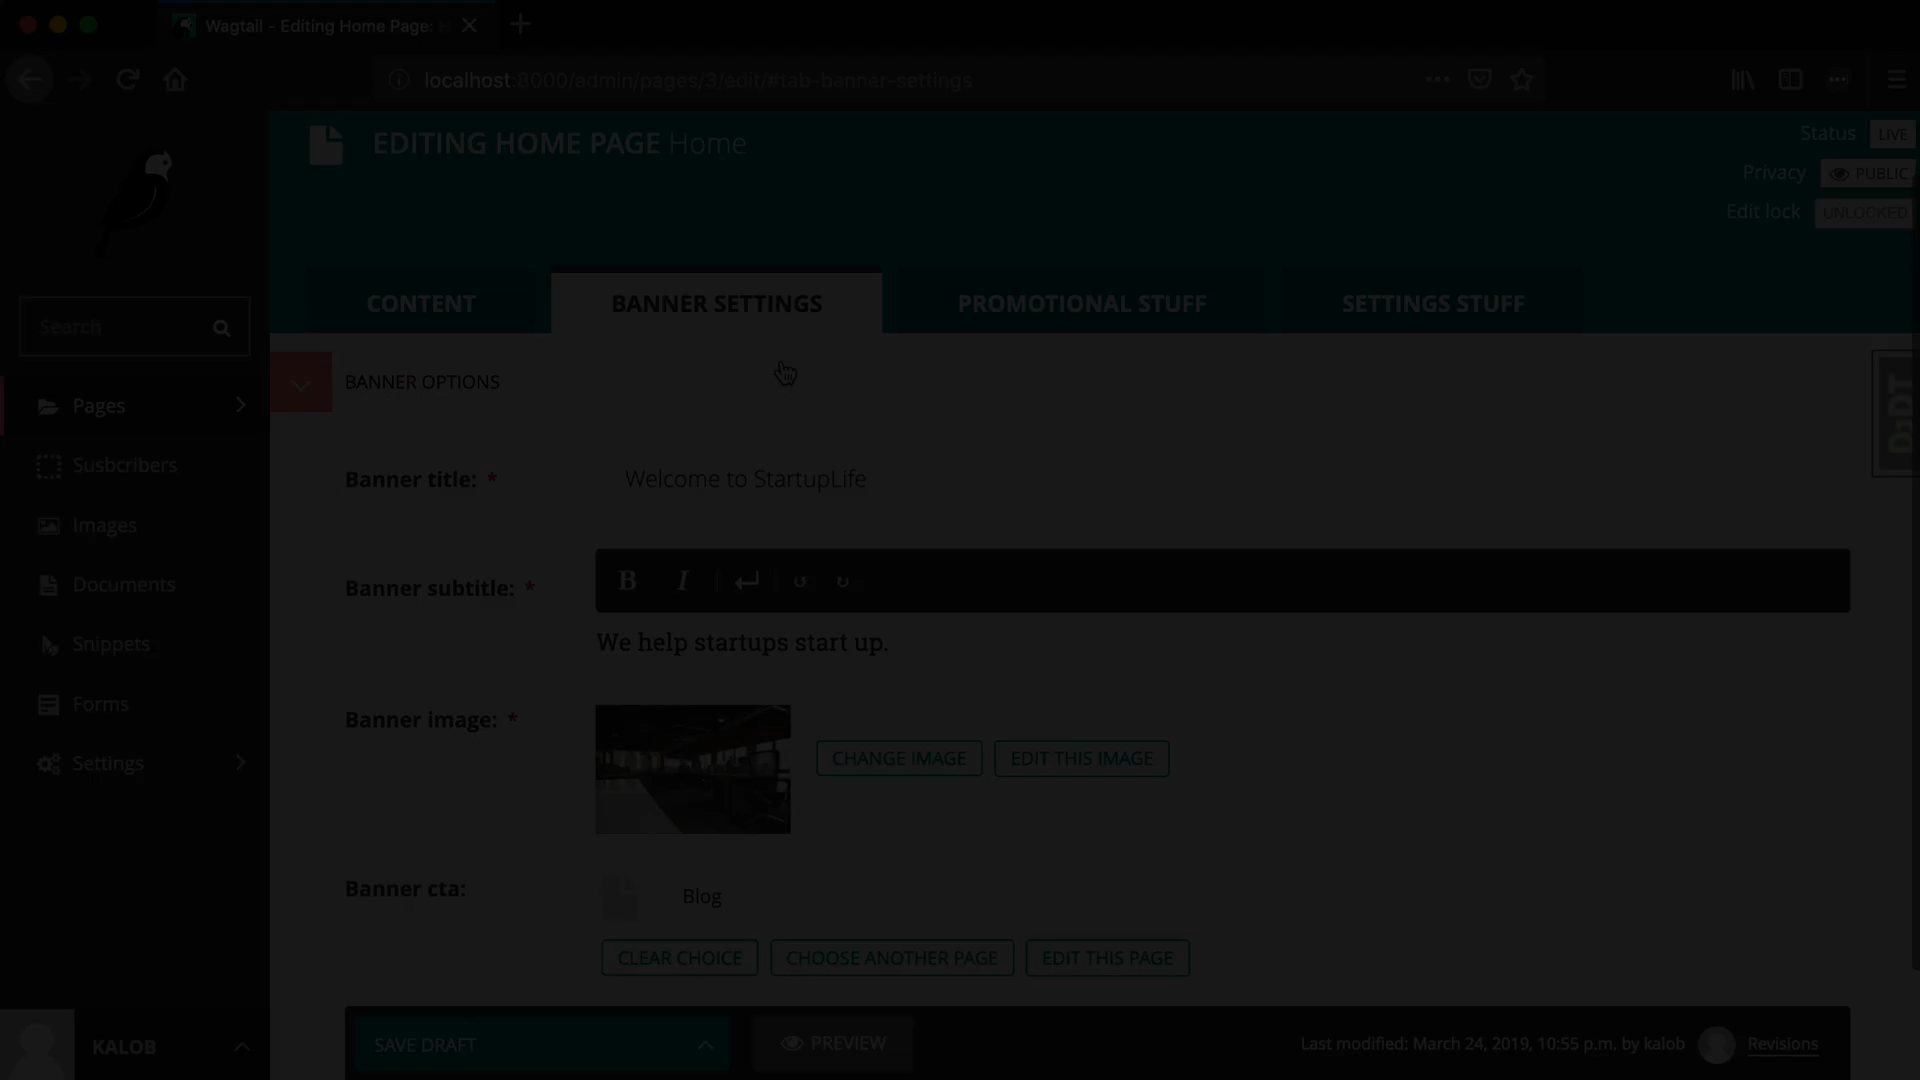 Wagtail – Editing Home Page: H
localhost:8000/admin/pages/3/edit/#tab-banner-settings
EDITING HOME PAGE Home
Status LIVE
Privacy PUBLIC
Edit lock UNLOCKED
CONTENT BANNER SETTINGS PROMOTIONAL STUFF SETTINGS STUFF
Search
Pages
Susbcribers
Images
Documents
Snippets
Forms
Settings
KALOB
BANNER OPTIONS
DjDT
Banner title: * Welcome to StartupLife
Banner subtitle: * B I
We help startups start up.
Banner image: * CHANGE IMAGE EDIT THIS IMAGE
Banner cta: Blog
CLEAR CHOICE CHOOSE ANOTHER PAGE EDIT THIS PAGE
SAVE DRAFT PREVIEW Last modified: March 24, 2019, 10:55 p.m. by kalob Revisions